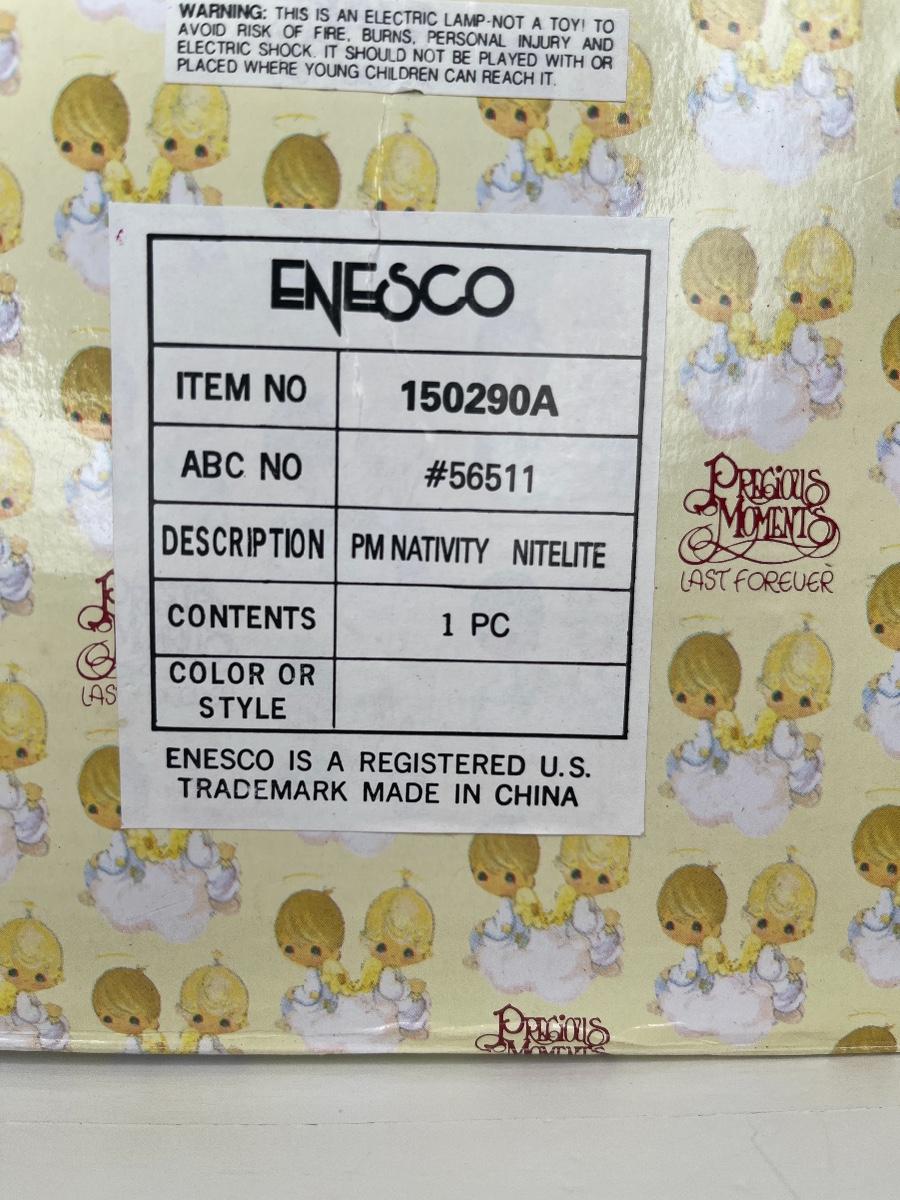 WARNING: THIS IS AN ELECTRIC LAMP-NOT A TOY! TO
AVOID RISK OF FIRE, BURNS, PERSONAL INJURY AND
ELECTRIC SHOCK. IT SHOULD NOT BE PLAYED WITH OR
PLACED WHERE YOUNG CHILDREN CAN REACH IT.
ENESCO
ITEM NO 150290A
ABC NO #56511
DESCRIPTION PM NATIVITY NITELITE
CONTENTS 1 PC
COLOR OR
STYLE
ENESCO IS A REGISTERED U.S.
TRADEMARK MADE IN CHINA
PRECIOUS
MOMENTS
LAST FOREVER
LAS
PRECIOUS
MOMENTS